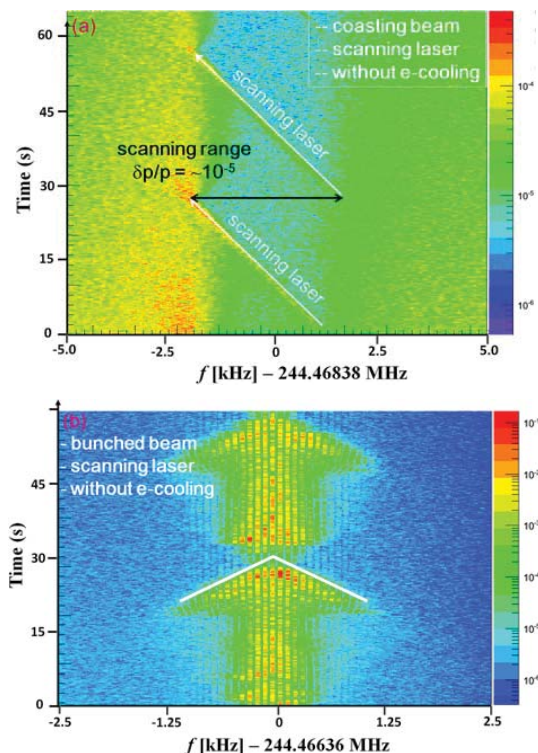 (a)
-- coasting beam
-- scanning laser
-- without e-cooling
60
45
30
15
0
Time (s)
scanning laser
scanning range
δp/p = ~10⁻⁵
scanning laser
10⁻⁴
10⁻⁵
10⁻⁶
-5.0
-2.5
0
2.5
5.0
f [kHz] – 244.46838 MHz
(b)
- bunched beam
- scanning laser
- without e-cooling
45
30
15
0
Time (s)
-2.5
-1.25
0
1.25
2.5
f [kHz] – 244.46636 MHz